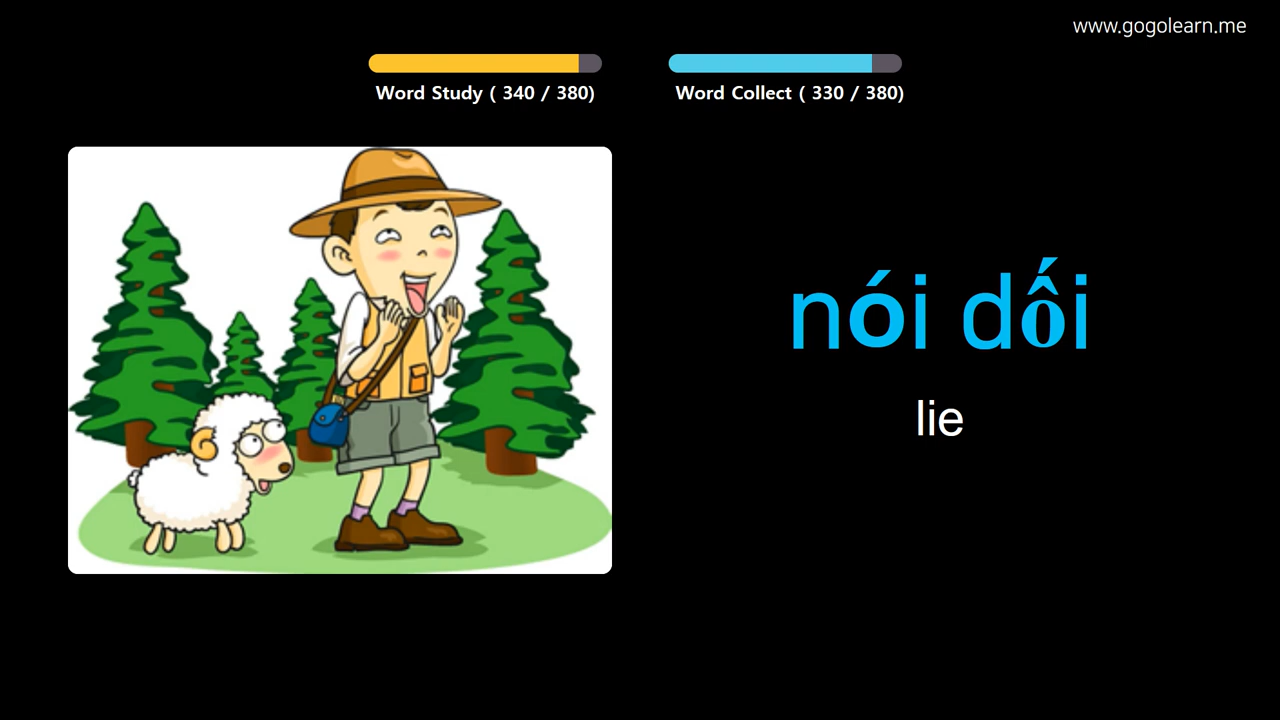 www.gogolearn.me
Word Study ( 340 / 380)
Word Collect ( 330 / 380)
nói dối
lie